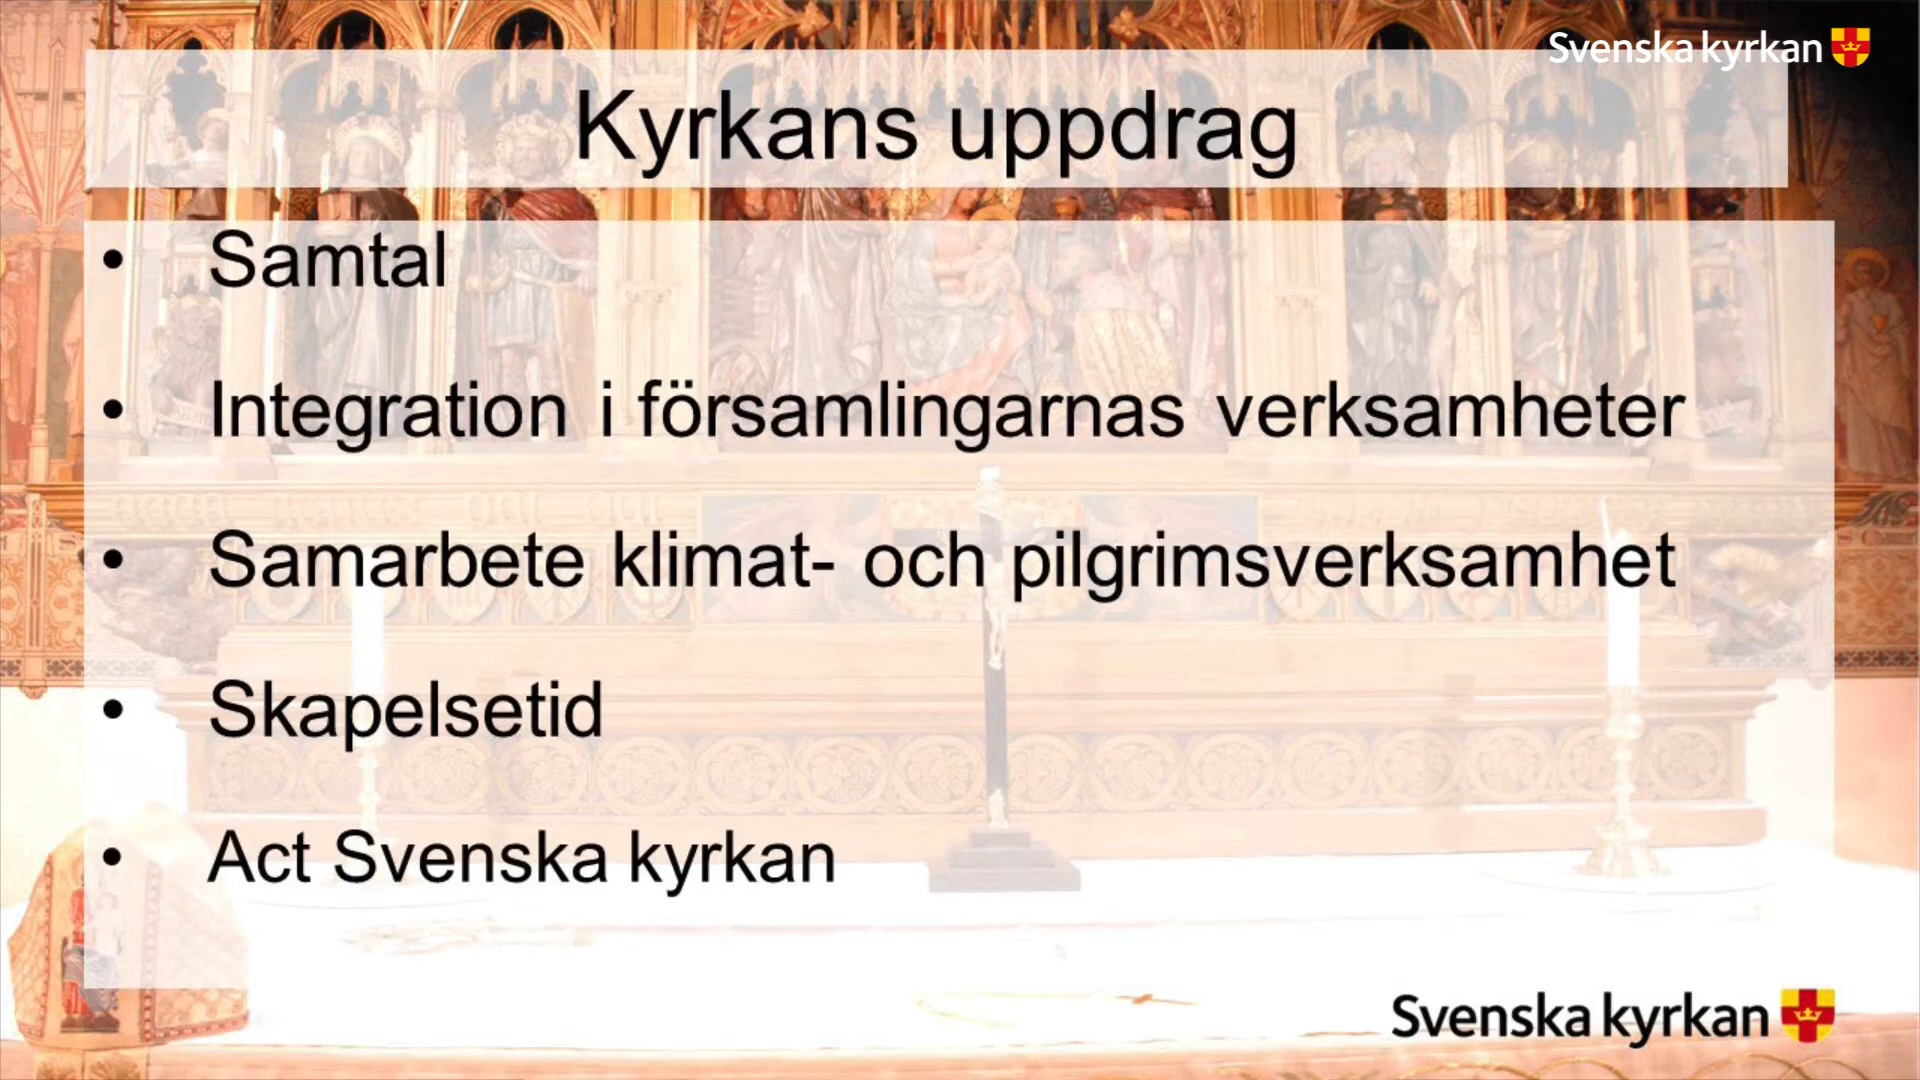 Svenska kyrkan
Kyrkans uppdrag
• Samtal
• Integration i församlingarnas verksamheter
• Samarbete klimat- och pilgrimsverksamhet
• Skapelsetid
• Act Svenska kyrkan
Svenska kyrkan